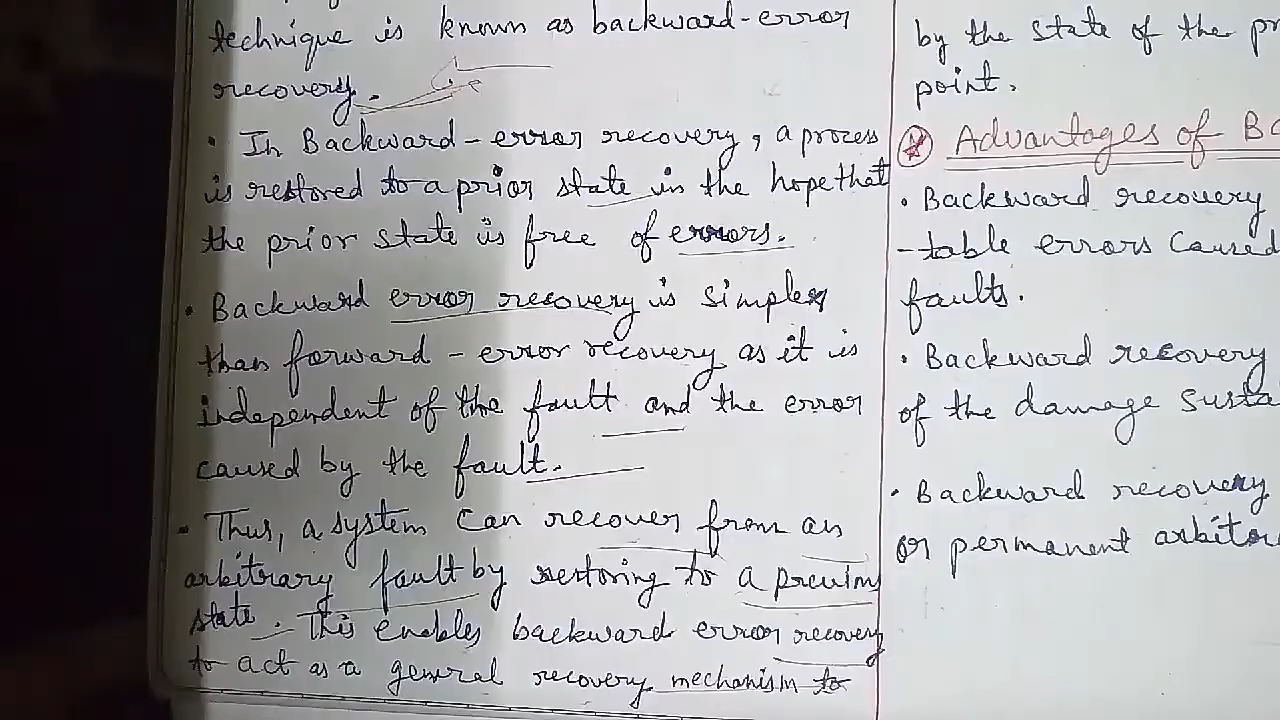 technique is known as backward-error
recovery.
• In Backward-error recovery, a process
is restored to a prior state in the hope that
the prior state is free of errors.
• Backward error recovery is simpler
than forward-error recovery as it is
independent of the fault and the error
caused by the fault.
• Thus, a system can recover from an
arbitrary fault by restoring to a previous
state. This enables backward error recovery
to act as a general recovery mechanism to
by the state of the pr
point.
Advantages of Ba
• Backward recovery
-table errors caused
faults.
• Backward recovery
of the damage susta
• Backward recovery
or permanent arbitra